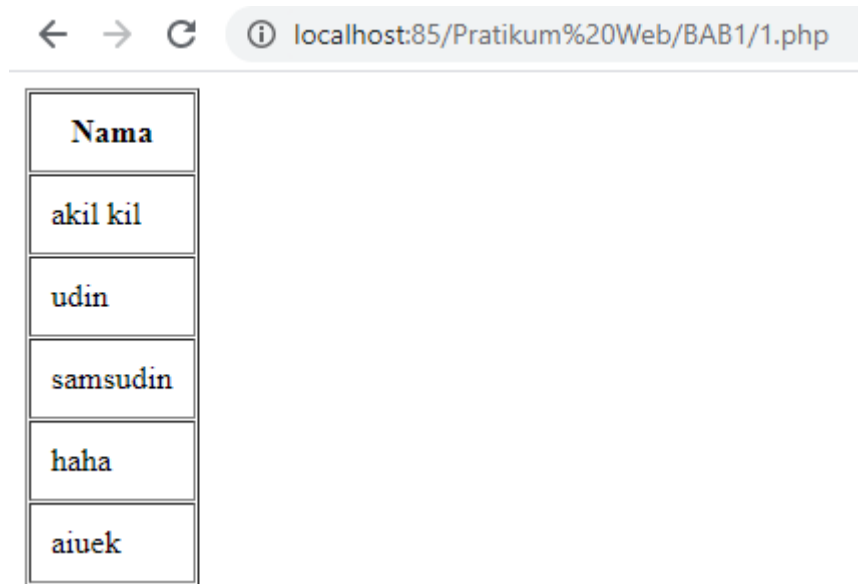 localhost:85/Pratikum%20Web/BAB1/1.php
Nama
akil kil
udin
samsudin
haha
aiuek